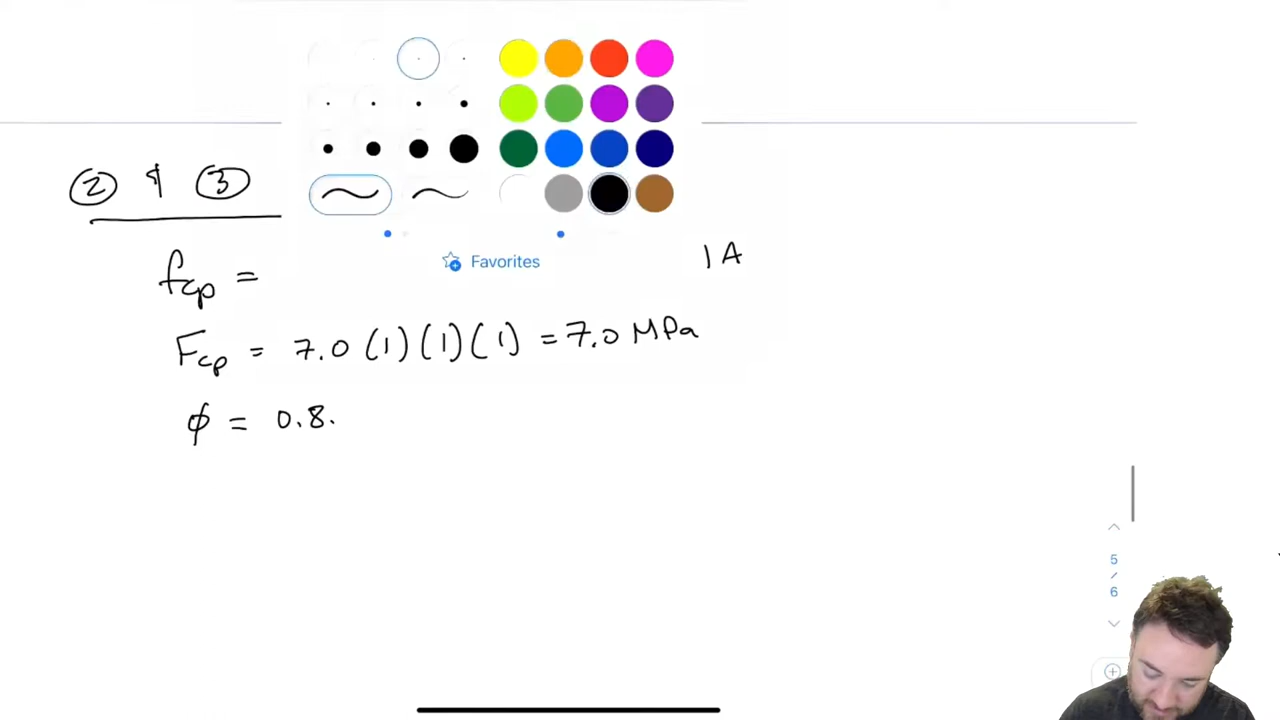 ② & ③
f_cp =
Favorites
1A
F_cp = 7.0 (1)(1)(1) = 7.0 MPa
φ = 0.8.
5
/
6